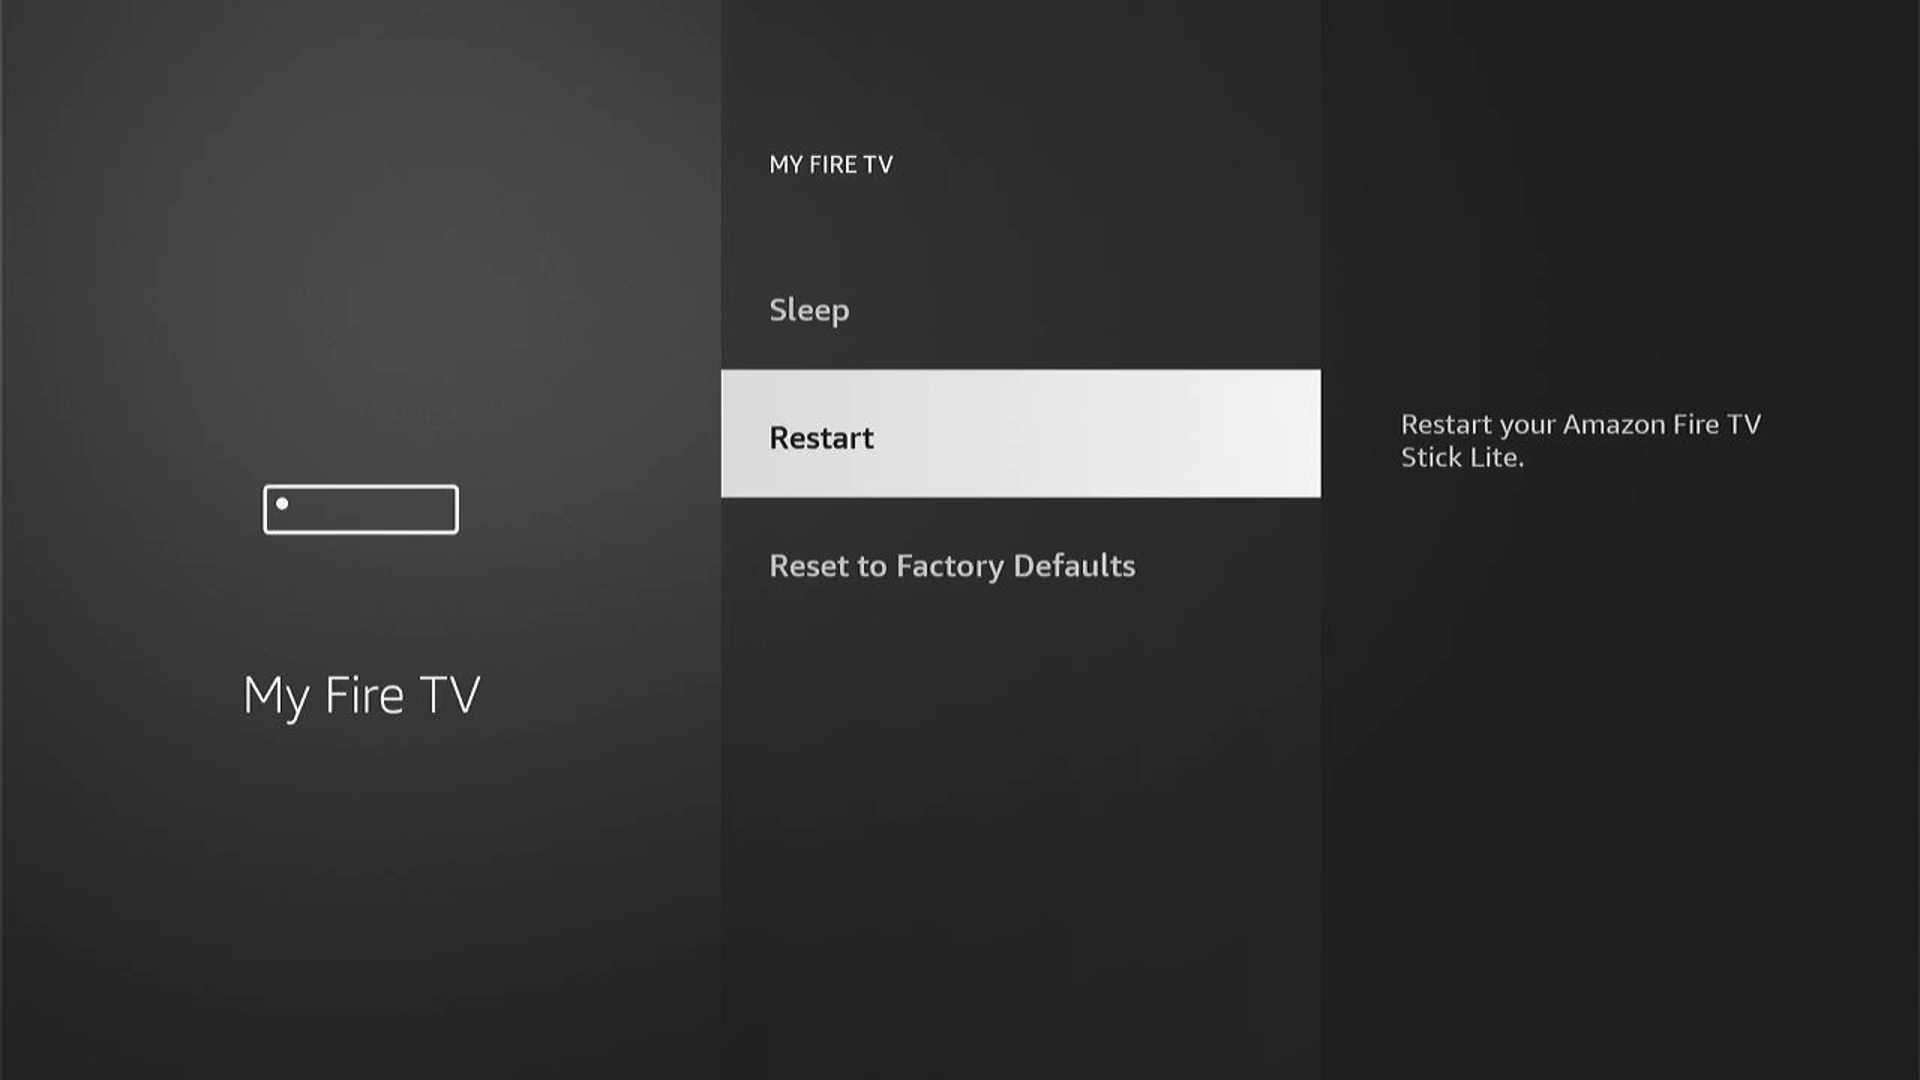 MY FIRE TV
Sleep
Restart
Restart your Amazon Fire TV
Stick Lite.
Reset to Factory Defaults
My Fire TV